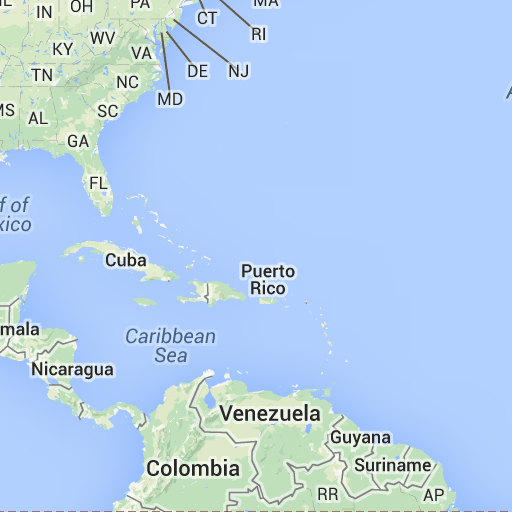 MA
IN
OH
PA
CT
RI
KY
WV
VA
DE
NJ
TN
NC
MD
MS
AL
SC
GA
FL
f of
xico
Cuba
Puerto
Rico
mala
Caribbean
Sea
Nicaragua
Venezuela
Guyana
Colombia
Suriname
RR
AP